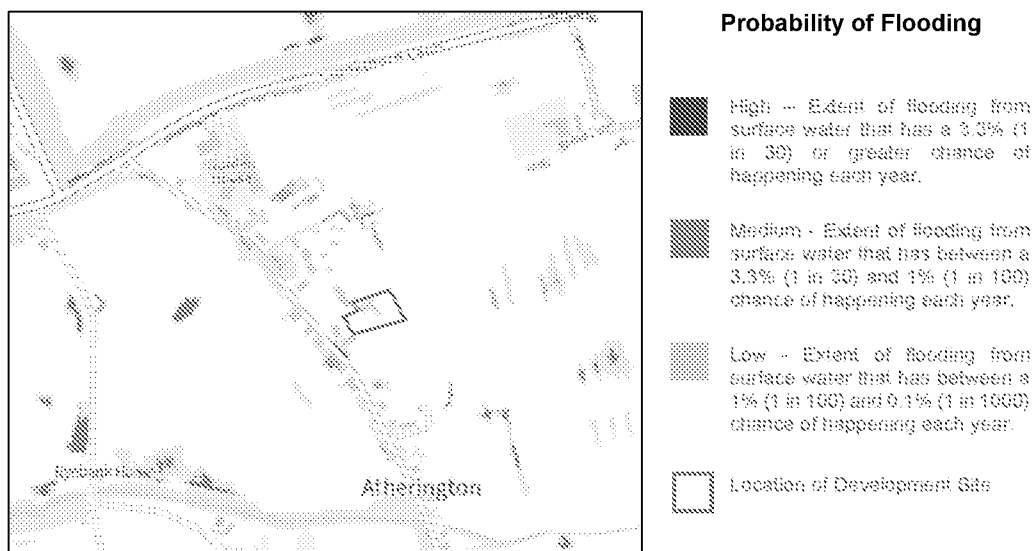 Probability of Flooding
High – Extent of flooding from
surface water that has a 3.3% (1
in 30) or greater chance of
happening each year.
Medium - Extent of flooding from
surface water that has between a
3.3% (1 in 30) and 1% (1 in 100)
chance of happening each year.
Low - Extent of flooding from
surface water that has between a
1% (1 in 100) and 0.1% (1 in 1000)
chance of happening each year.
Location of Development Site
House
Atherington